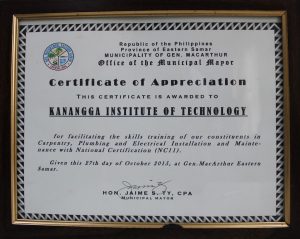 Republic of the Philippines
Province of Eastern Samar
MUNICIPALITY OF GEN. MACARTHUR
Office of the Municipal Mayor
Certificate of Appreciation
THIS CERTIFICATE IS AWARDED TO
KANANGGA INSTITUTE OF TECHNOLOGY
for facilitating the skills training of our constituents in
Carpentry, Plumbing and Electrical Installation and Mainte-
nance with National Certification (NC11).
Given this 27th day of October 2015, at Gen.MacArthur Eastern
Samar.
HON. JAIME S. TY, CPA
MUNICIPAL MAYOR